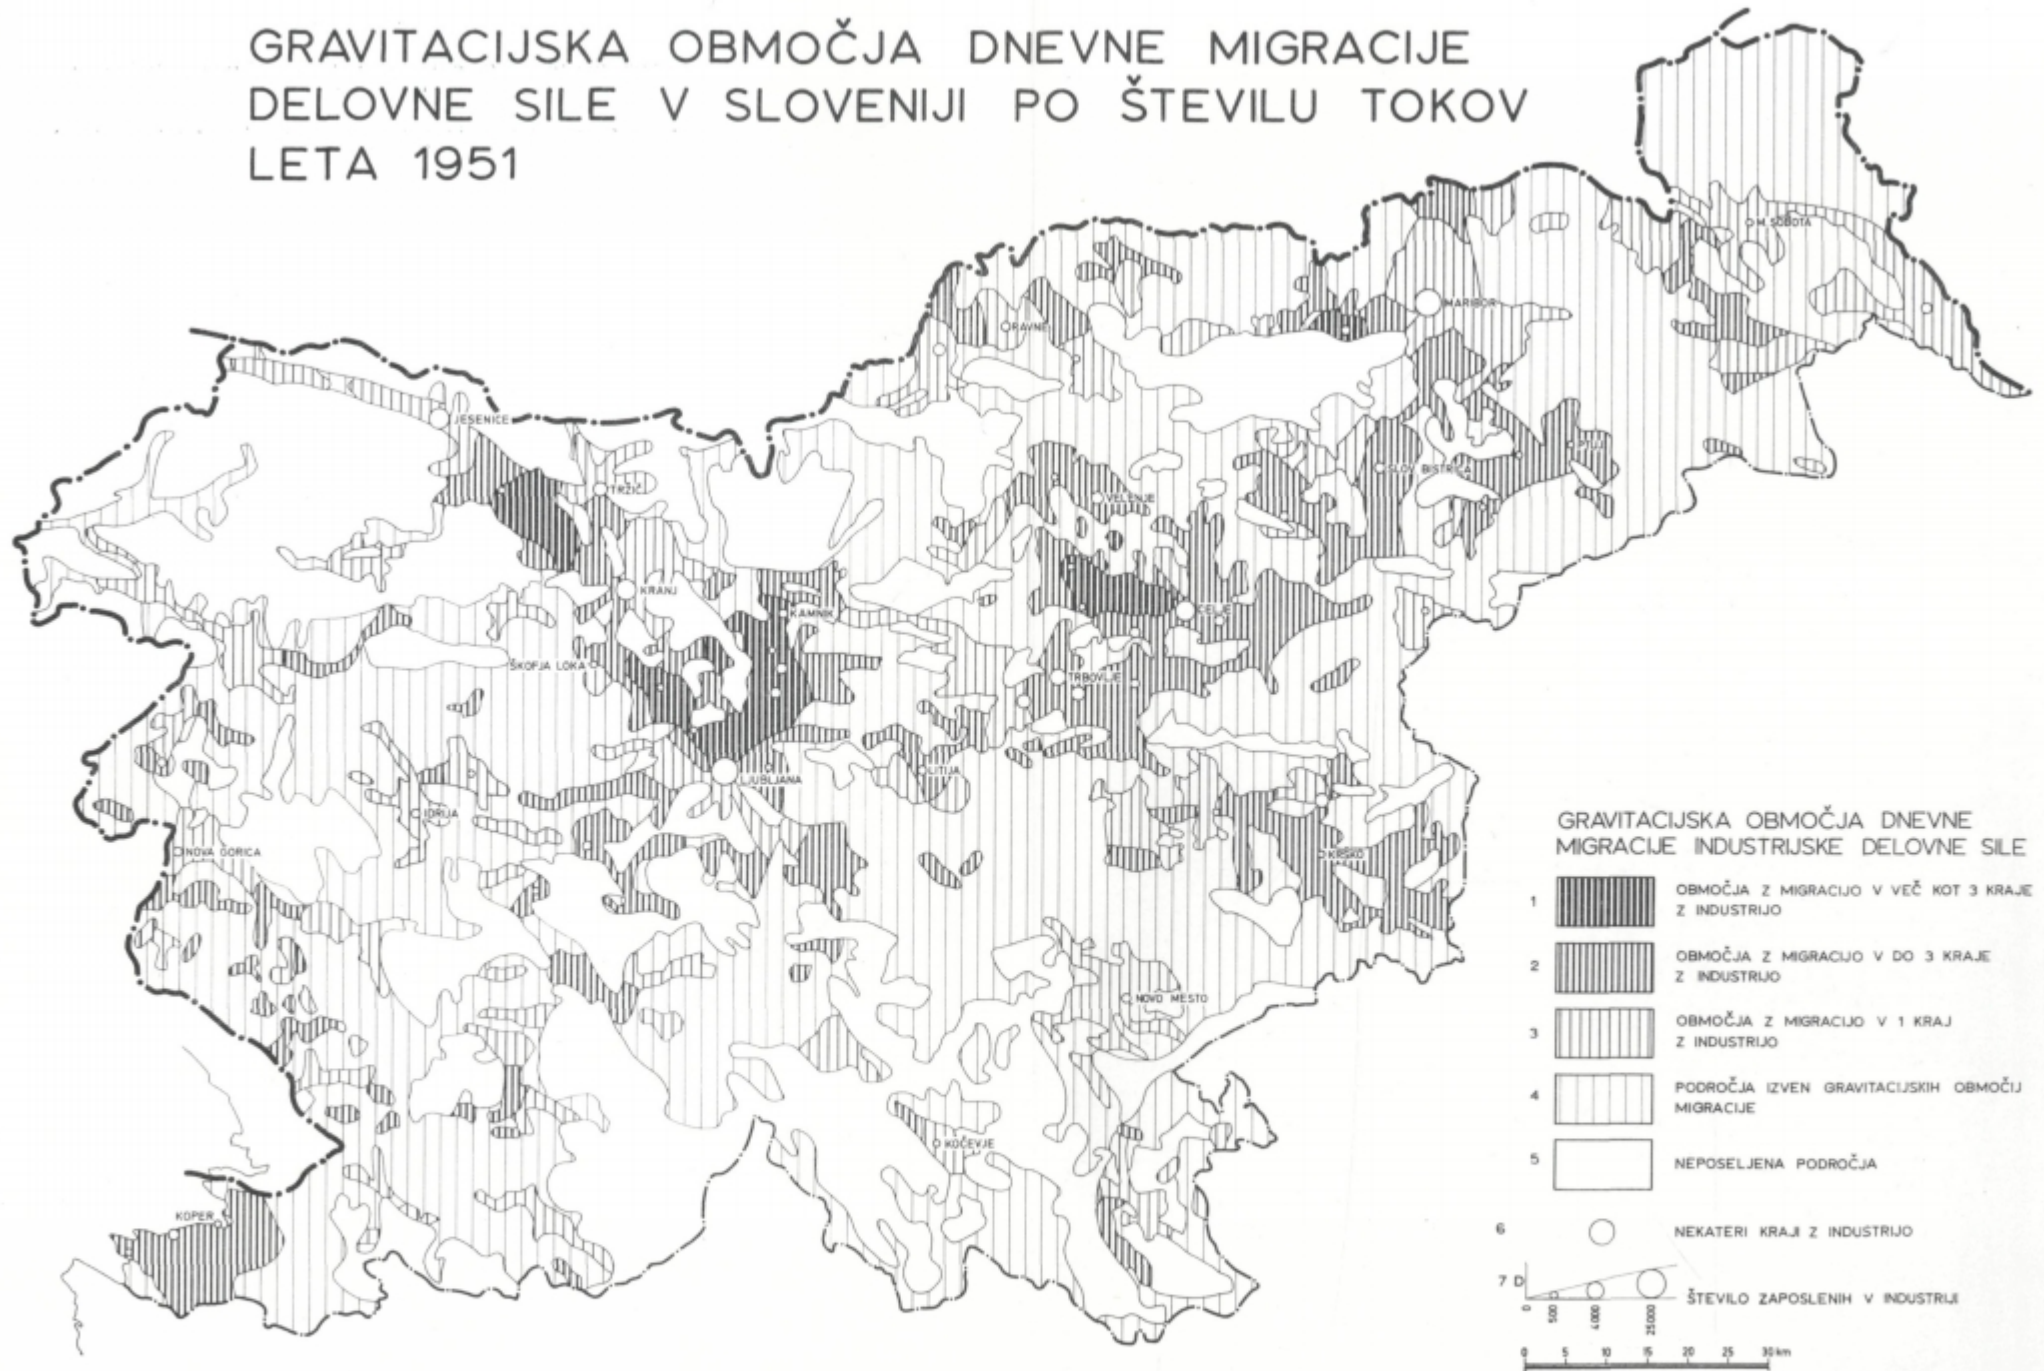 GRAVITACIJSKA OBMOČJA DNEVNE MIGRACIJE
DELOVNE SILE V SLOVENIJI PO ŠTEVILU TOKOV
LETA 1951
M. SOBOTA
MARIBOR
RAVNE
JESENICE
PTUJ
SLOV. BISTRICA
TRŽIČ
VELENJE
KRANJ
KAMNIK
CELJE
ŠKOFJA LOKA
TRBOVLJE
LJUBLJANA
LITIJA
IDRIJA
NOVA GORICA
KRŠKO
NOVO MESTO
KOČEVJE
KOPER
GRAVITACIJSKA OBMOČJA DNEVNE
MIGRACIJE INDUSTRIJSKE DELOVNE SILE
1 OBMOČJA Z MIGRACIJO V VEČ KOT 3 KRAJE
Z INDUSTRIJO
2 OBMOČJA Z MIGRACIJO V DO 3 KRAJE
Z INDUSTRIJO
3 OBMOČJA Z MIGRACIJO V 1 KRAJ
Z INDUSTRIJO
4 PODROČJA IZVEN GRAVITACIJSKIH OBMOČIJ
MIGRACIJE
5 NEPOSELJENA PODROČJA
6 NEKATERI KRAJI Z INDUSTRIJO
7 D ŠTEVILO ZAPOSLENIH V INDUSTRIJI
0 500 4000 25000
0 5 10 15 20 25 30 km